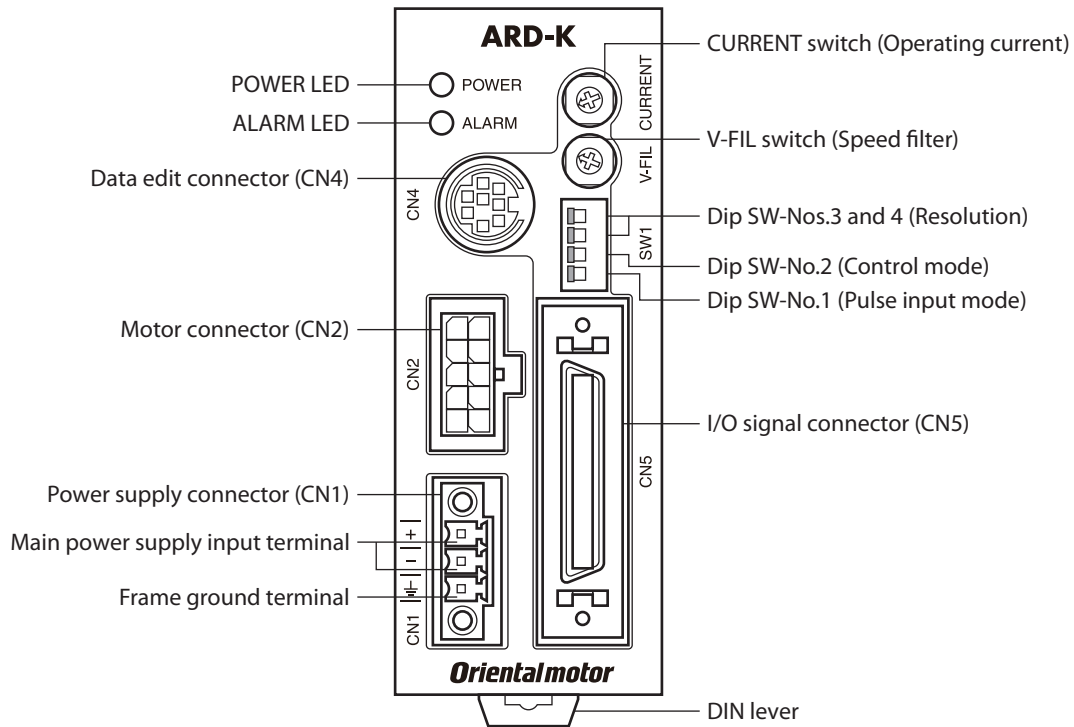 ARD-K
CURRENT switch (Operating current)
POWER LED
POWER
CURRENT
ALARM LED
ALARM
V-FIL switch (Speed filter)
V-FIL
Data edit connector (CN4)
CN4
Dip SW-Nos.3 and 4 (Resolution)
SW1
Dip SW-No.2 (Control mode)
Dip SW-No.1 (Pulse input mode)
Motor connector (CN2)
CN2
I/O signal connector (CN5)
CN5
Power supply connector (CN1)
Main power supply input terminal
+
-
Frame ground terminal
CN1
Orientalmotor
DIN lever